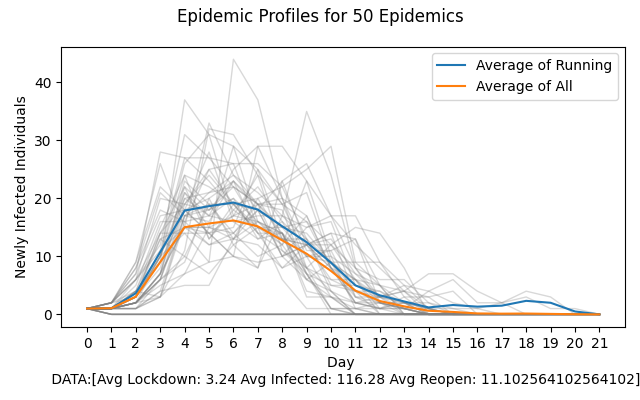 Epidemic Profiles for 50 Epidemics
Average of Running
Average of All
Newly Infected Individuals
40
30
20
10
0
0 1 2 3 4 5 6 7 8 9 10 11 12 13 14 15 16 17 18 19 20 21
Day
DATA:[Avg Lockdown: 3.24 Avg Infected: 116.28 Avg Reopen: 11.102564102564102]